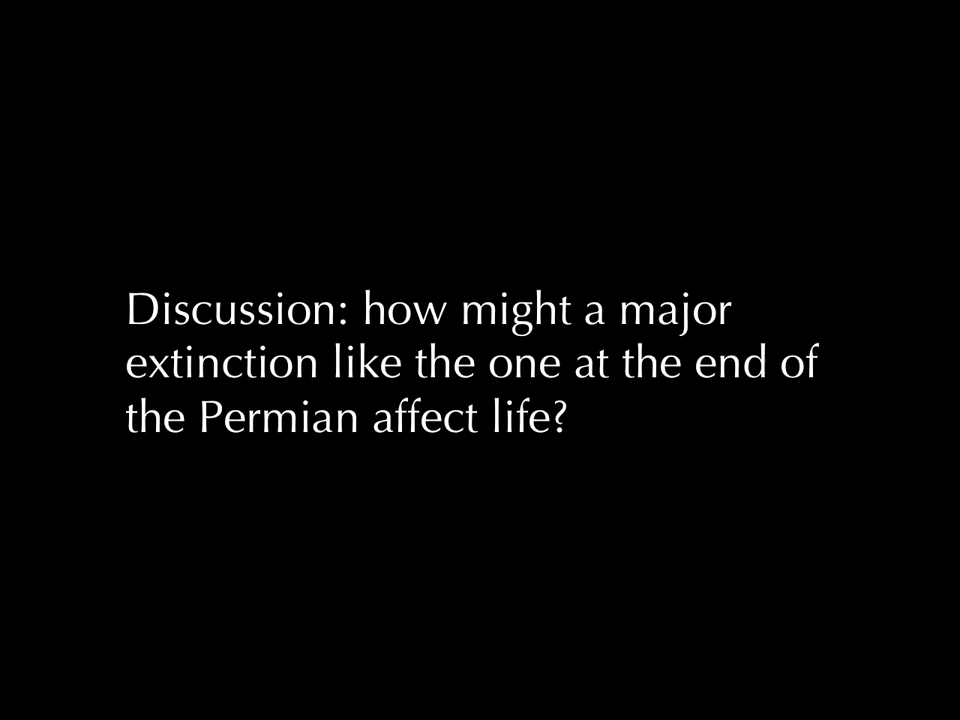 Discussion: how might a major
extinction like the one at the end of
the Permian affect life?